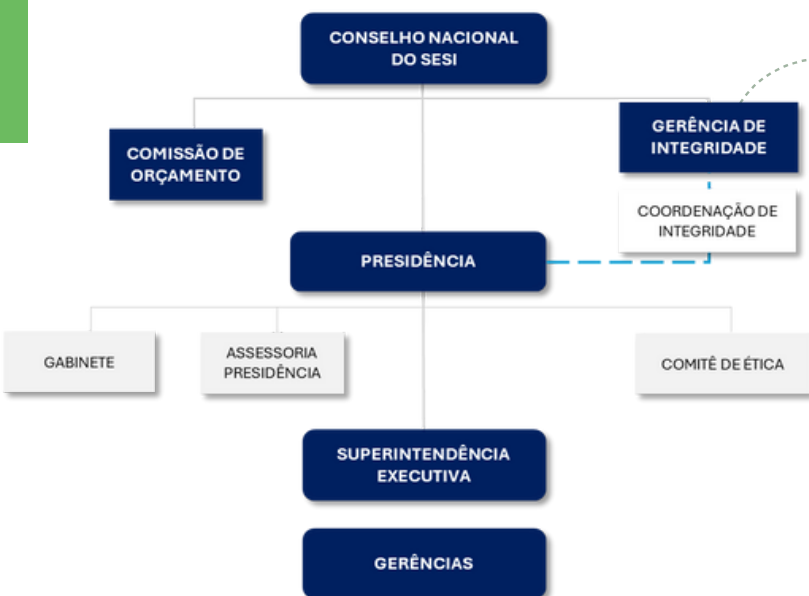 CONSELHO NACIONAL
DO SESI
COMISSÃO DE
ORÇAMENTO
GERÊNCIA DE
INTEGRIDADE
COORDENAÇÃO DE
INTEGRIDADE
PRESIDÊNCIA
GABINETE
ASSESSORIA
PRESIDÊNCIA
COMITÊ DE ÉTICA
SUPERINTENDÊNCIA
EXECUTIVA
GERÊNCIAS